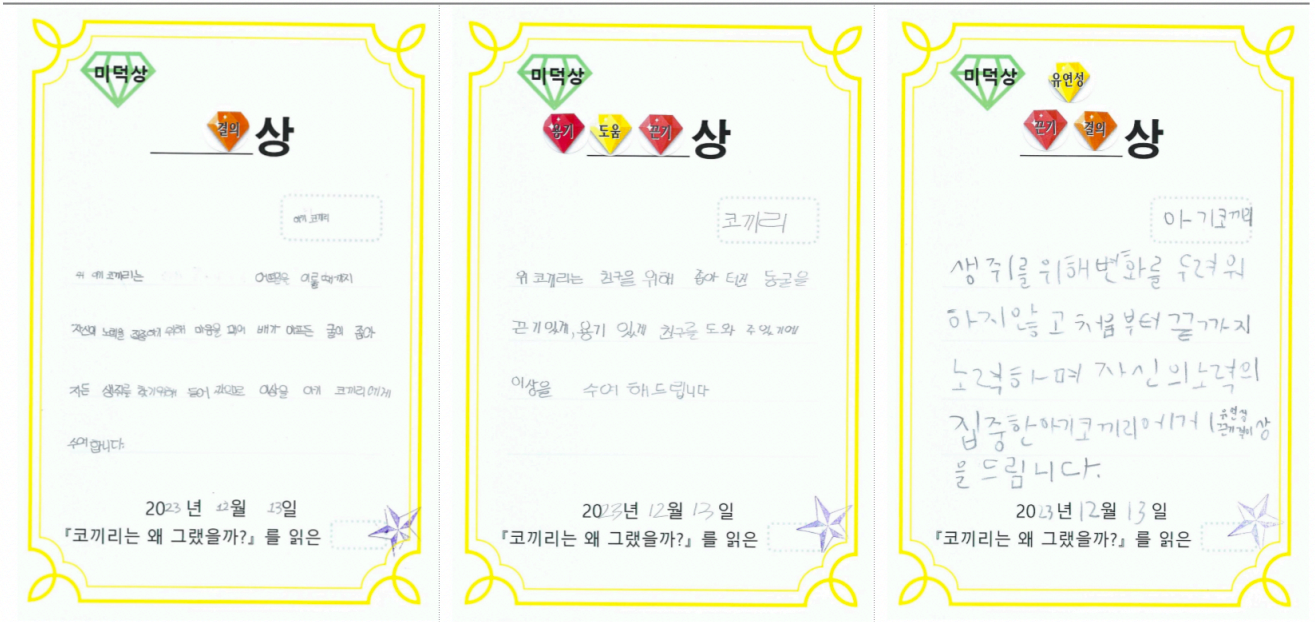 미덕상
결의 상
아기 코끼리
위 아기 코끼리는 어려움을 이룰 때까지
자신의 노력을 집중하기 위해 마음을 먹어 배가 아프든 굴이 좁아
지든 생쥐를 찾기위해 들어 이상을 아기 코끼리에게
수여 합니다.
2023 년 12월 13일
『코끼리는 왜 그랬을까?』를 읽은
미덕상
용기 도움 끈기 상
코끼리
위 코끼리는 친구을 위해 좁아 터진 동굴을
끈기있게, 용기 있게 친구를 도와 주었기에
이상을 수여 해드립니다
2023년 12월 13일
『코끼리는 왜 그랬을까?』를 읽은
미덕상 유연성
끈기 결의 상
아기코끼리
생쥐를 위해 변화를 두려워
하지 않고 처음부터 끝까지
노력하며 자신의 노력의
집중한 아기코끼리에게 유연성 끈기 결의 상
을 드립니다.
2023년 12월 13일
『코끼리는 왜 그랬을까?』를 읽은